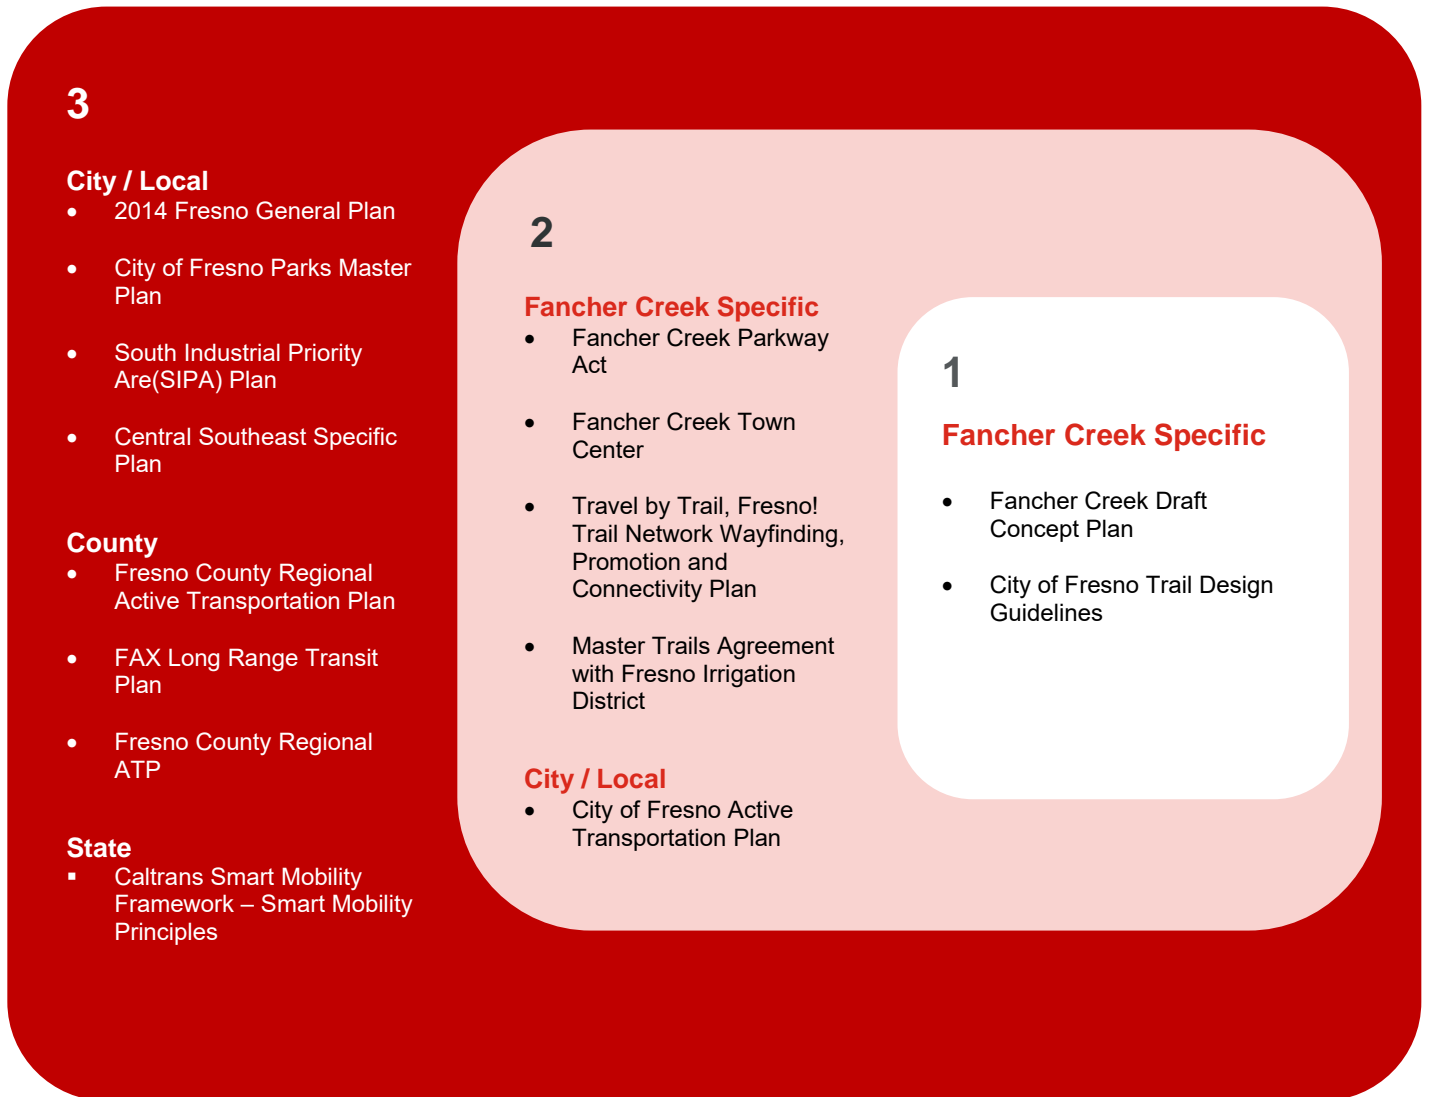 3
City / Local
• 2014 Fresno General Plan
• City of Fresno Parks Master
Plan
• South Industrial Priority
Are(SIPA) Plan
• Central Southeast Specific
Plan
County
• Fresno County Regional
Active Transportation Plan
• FAX Long Range Transit
Plan
• Fresno County Regional
ATP
State
▪ Caltrans Smart Mobility
Framework – Smart Mobility
Principles
2
Fancher Creek Specific
• Fancher Creek Parkway
Act
• Fancher Creek Town
Center
• Travel by Trail, Fresno!
Trail Network Wayfinding,
Promotion and
Connectivity Plan
• Master Trails Agreement
with Fresno Irrigation
District
City / Local
• City of Fresno Active
Transportation Plan
1
Fancher Creek Specific
• Fancher Creek Draft
Concept Plan
• City of Fresno Trail Design
Guidelines